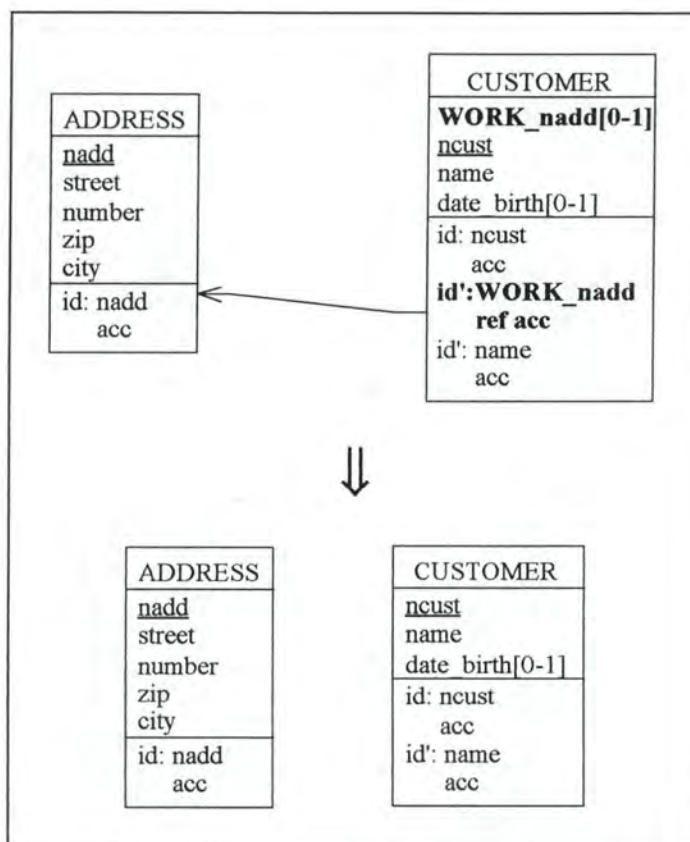 ADDRESS
nadd
street
number
zip
city
id: nadd
acc
CUSTOMER
WORK_nadd[0-1]
ncust
name
date_birth[0-1]
id: ncust
acc
id':WORK_nadd
ref acc
id': name
acc
⇓
ADDRESS
nadd
street
number
zip
city
id: nadd
acc
CUSTOMER
ncust
name
date_birth[0-1]
id: ncust
acc
id': name
acc